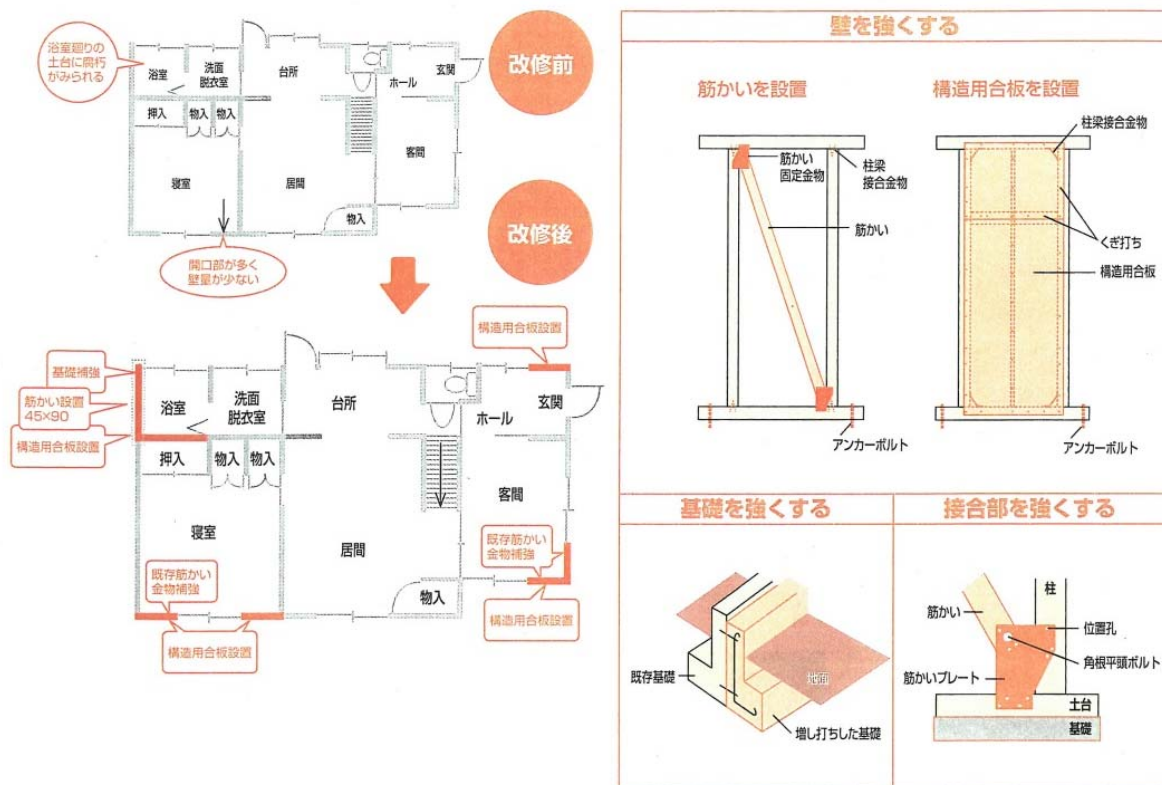 浴室廻りの
土台に腐朽
がみられる
浴室
洗面
脱衣室
台所
ホール
玄関
押入
物入
物入
客間
寝室
居間
物入
開口部が多く
壁量が少ない
改修前
改修後
構造用合板設置
基礎補強
筋かい設置
45×90
構造用合板設置
浴室
洗面
脱衣室
台所
ホール
玄関
押入
物入
物入
客間
寝室
居間
物入
既存筋かい
金物補強
構造用合板設置
既存筋かい
金物補強
構造用合板設置
壁を強くする
筋かいを設置
筋かい
固定金物
柱梁
接合金物
筋かい
アンカーボルト
構造用合板を設置
柱梁接合金物
くぎ打ち
構造用合板
アンカーボルト
基礎を強くする
地面
既存基礎
増し打ちした基礎
接合部を強くする
柱
筋かい
位置孔
角根平頭ボルト
筋かいプレート
土台
基礎